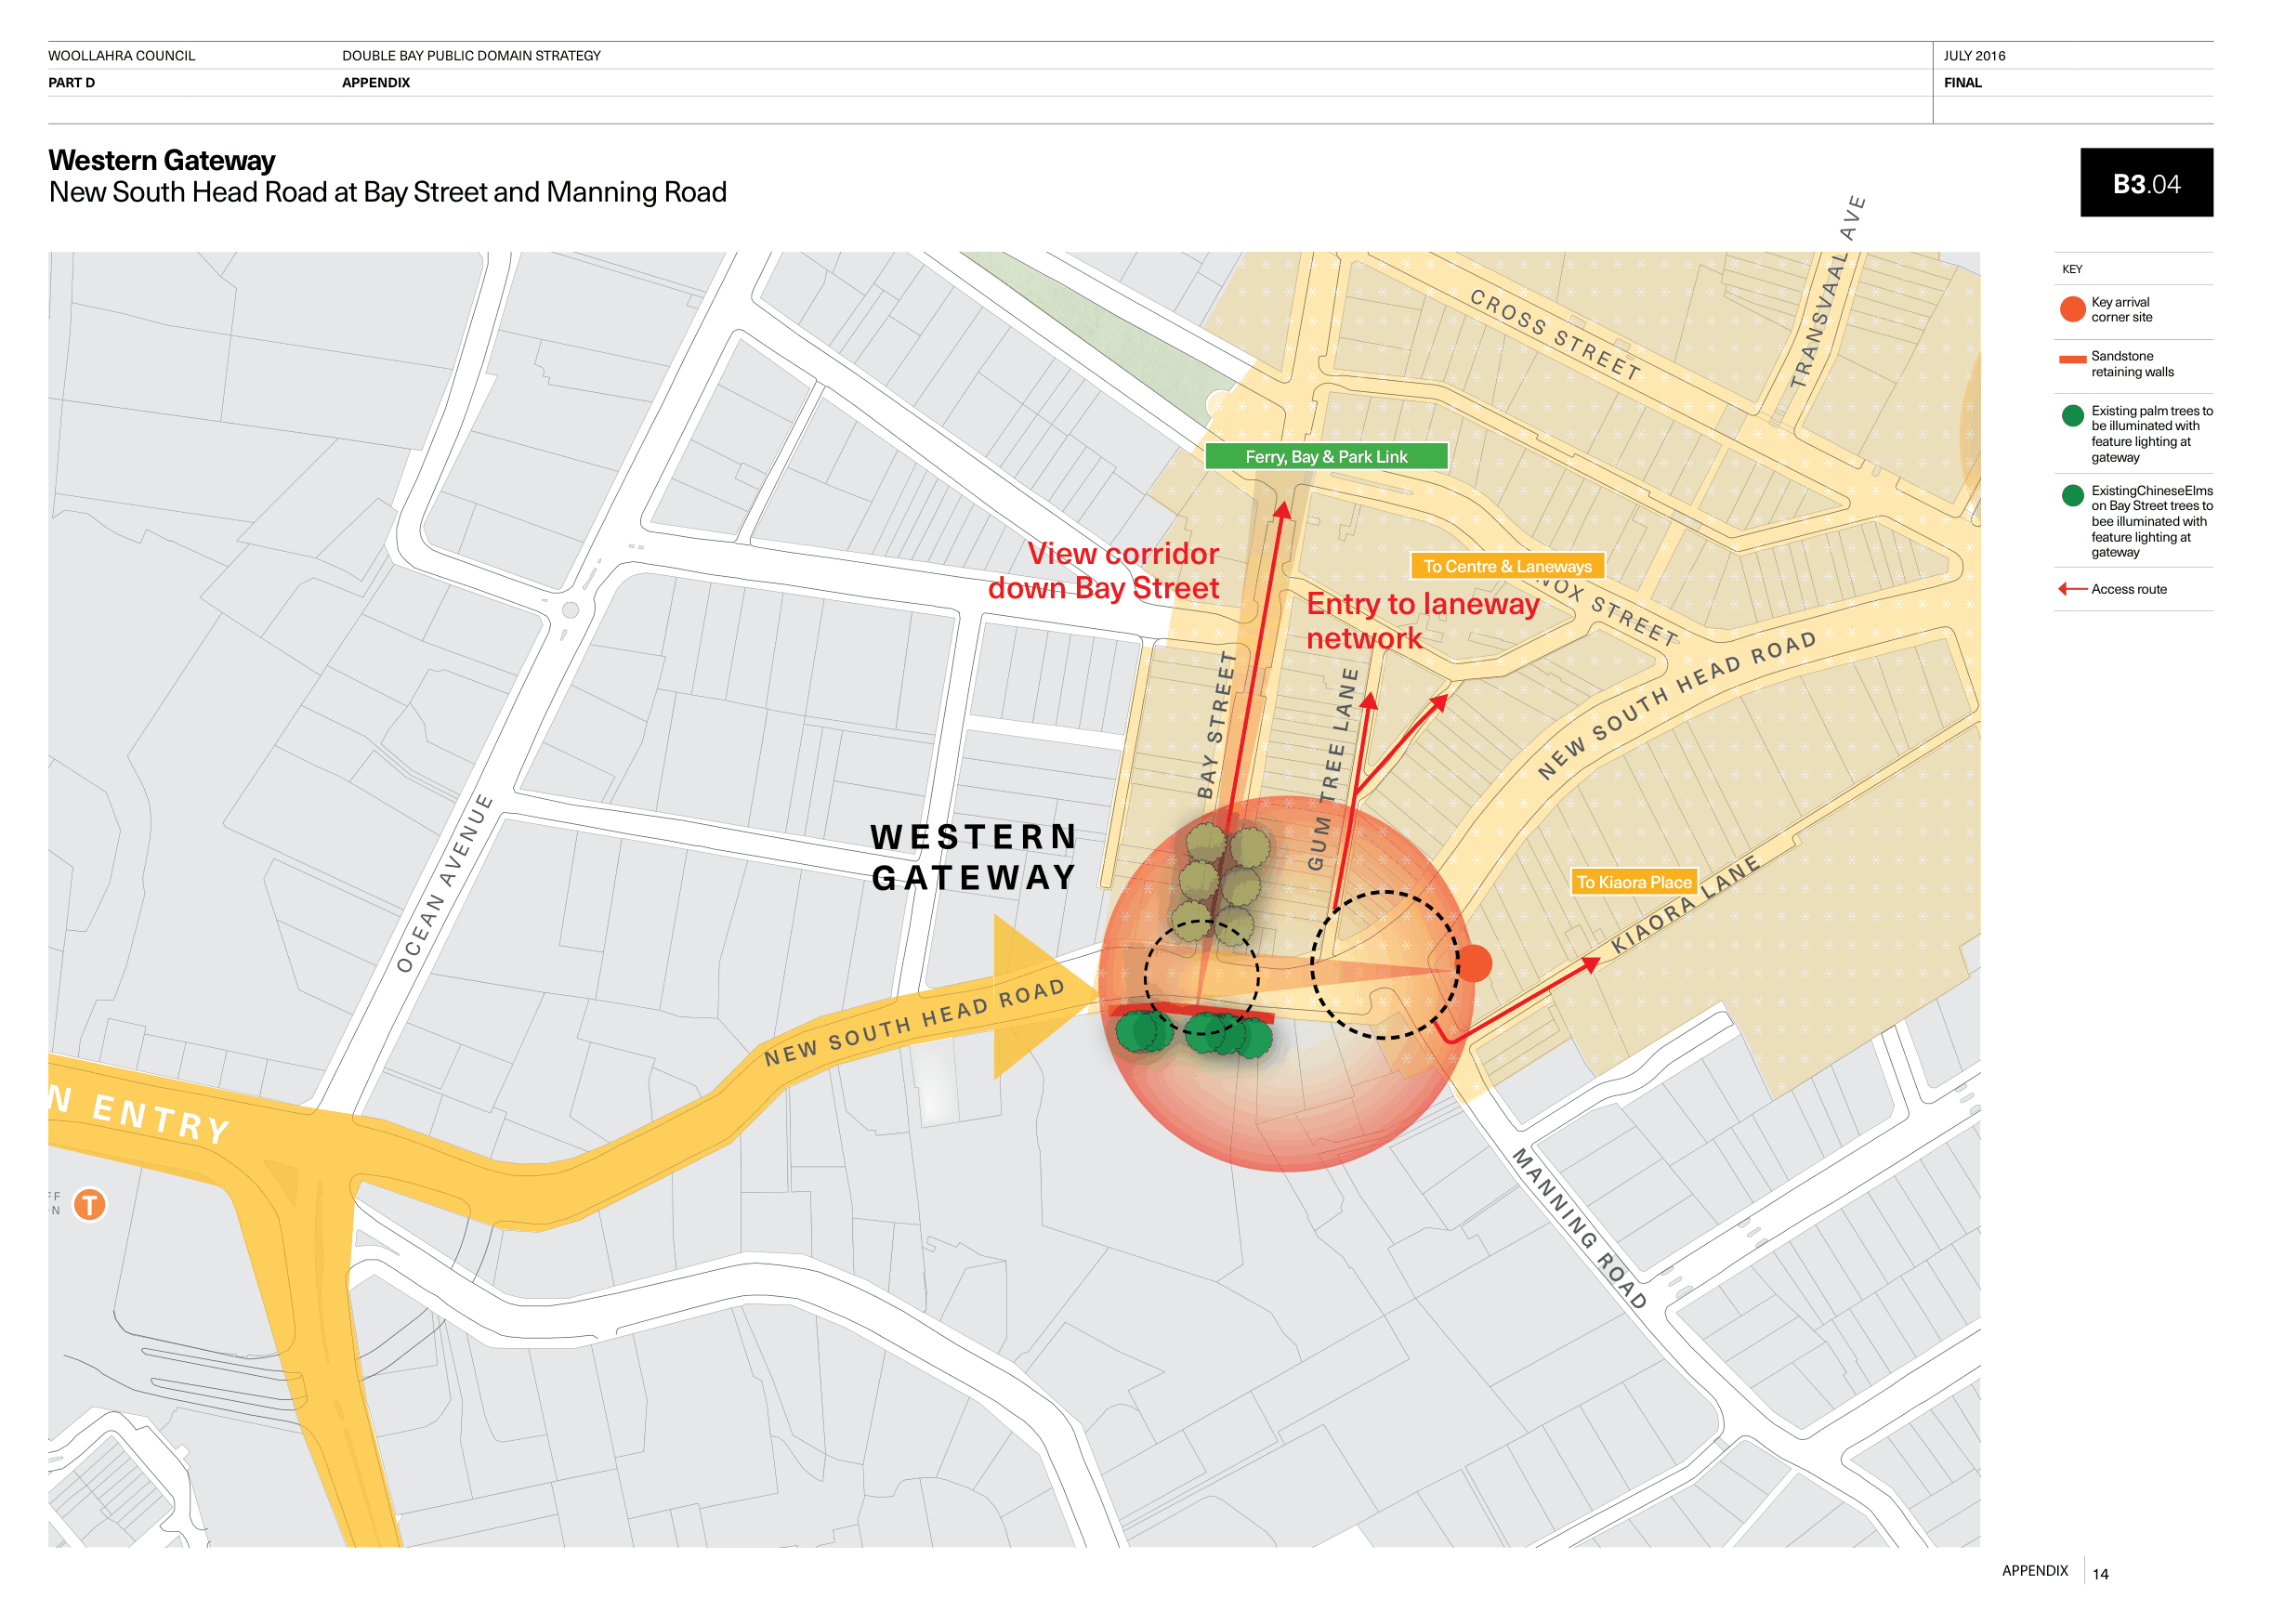 WOOLLAHRA COUNCIL
DOUBLE BAY PUBLIC DOMAIN STRATEGY
JULY 2016
PART D
APPENDIX
FINAL
Western Gateway
New South Head Road at Bay Street and Manning Road
B3.04
KEY
Key arrival
corner site
Sandstone
retaining walls
Existing palm trees to
be illuminated with
feature lighting at
gateway
ExistingChineseElms
on Bay Street trees to
bee illuminated with
feature lighting at
gateway
Access route
TRANSVAAL AVE
CROSS STREET
Ferry, Bay & Park Link
View corridor
down Bay Street
To Centre & Laneways
NOX STREET
Entry to laneway
network
NEW SOUTH HEAD ROAD
BAY STREET
GUM TREE LANE
WESTERN
GATEWAY
OCEAN AVENUE
To Kiaora Place
KIAORA LANE
NEW SOUTH HEAD ROAD
N ENTRY
FF
ON
T
MANNING ROAD
APPENDIX
14